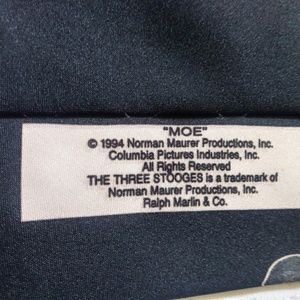 "MOE"
© 1994 Norman Maurer Productions, Inc.
Columbia Pictures Industries, Inc.
All Rights Reserved
THE THREE STOOGES is a trademark of
Norman Maurer Productions, Inc.
Ralph Marlin & Co.